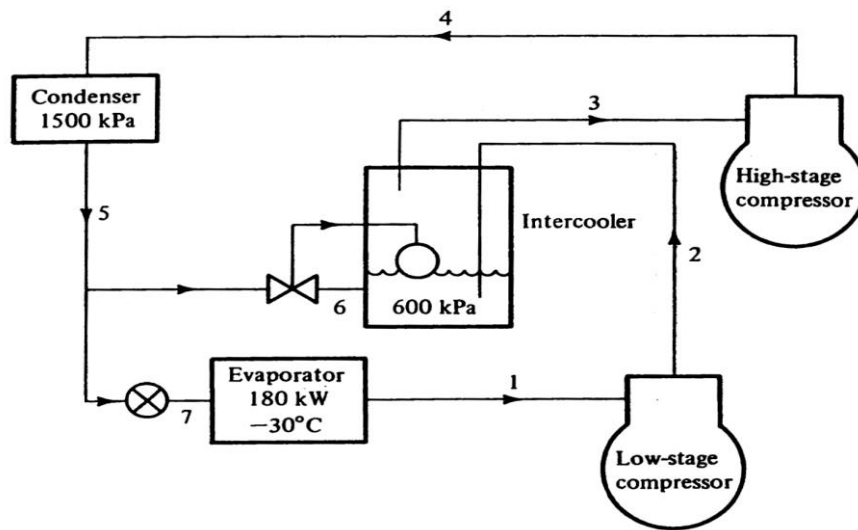 4
Condenser
1500 kPa
3
High-stage
compressor
5
Intercooler
2
6
600 kPa
Evaporator
180 kW
−30°C
1
7
Low-stage
compressor